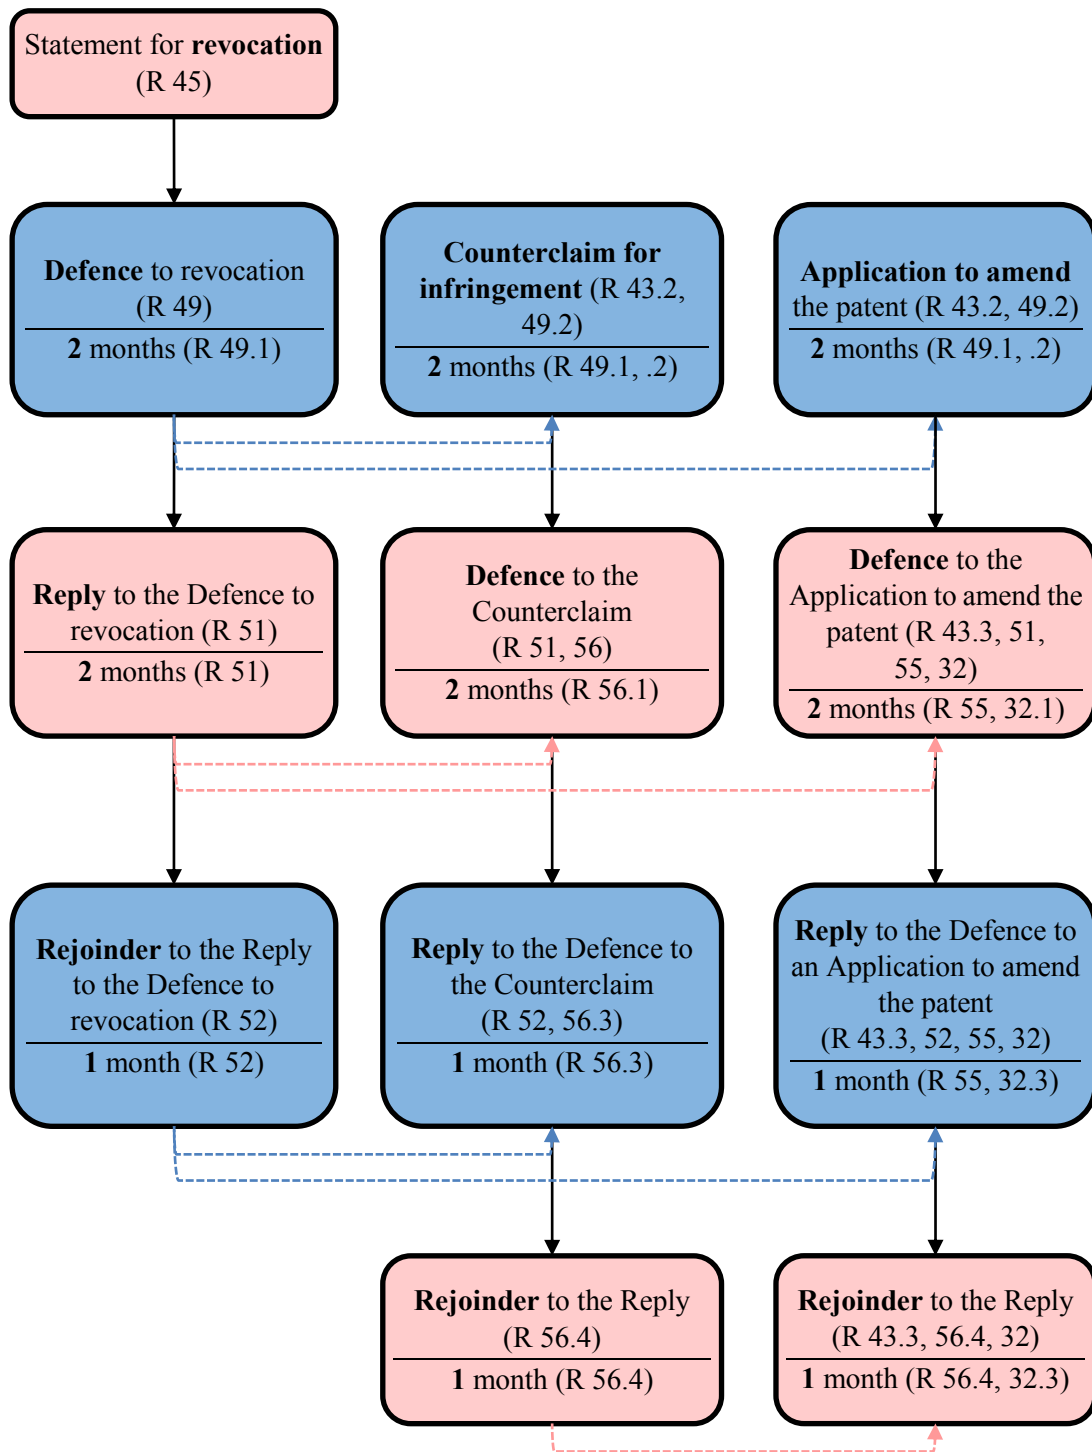 Statement for revocation
(R 45)
Defence to revocation
(R 49)
2 months (R 49.1)
Counterclaim for
infringement (R 43.2,
49.2)
2 months (R 49.1, .2)
Application to amend
the patent (R 43.2, 49.2)
2 months (R 49.1, .2)
Reply to the Defence to
revocation (R 51)
2 months (R 51)
Defence to the
Counterclaim
(R 51, 56)
2 months (R 56.1)
Defence to the
Application to amend the
patent (R 43.3, 51,
55, 32)
2 months (R 55, 32.1)
Rejoinder to the Reply
to the Defence to
revocation (R 52)
1 month (R 52)
Reply to the Defence to
the Counterclaim
(R 52, 56.3)
1 month (R 56.3)
Reply to the Defence to
an Application to amend
the patent
(R 43.3, 52, 55, 32)
1 month (R 55, 32.3)
Rejoinder to the Reply
(R 56.4)
1 month (R 56.4)
Rejoinder to the Reply
(R 43.3, 56.4, 32)
1 month (R 56.4, 32.3)